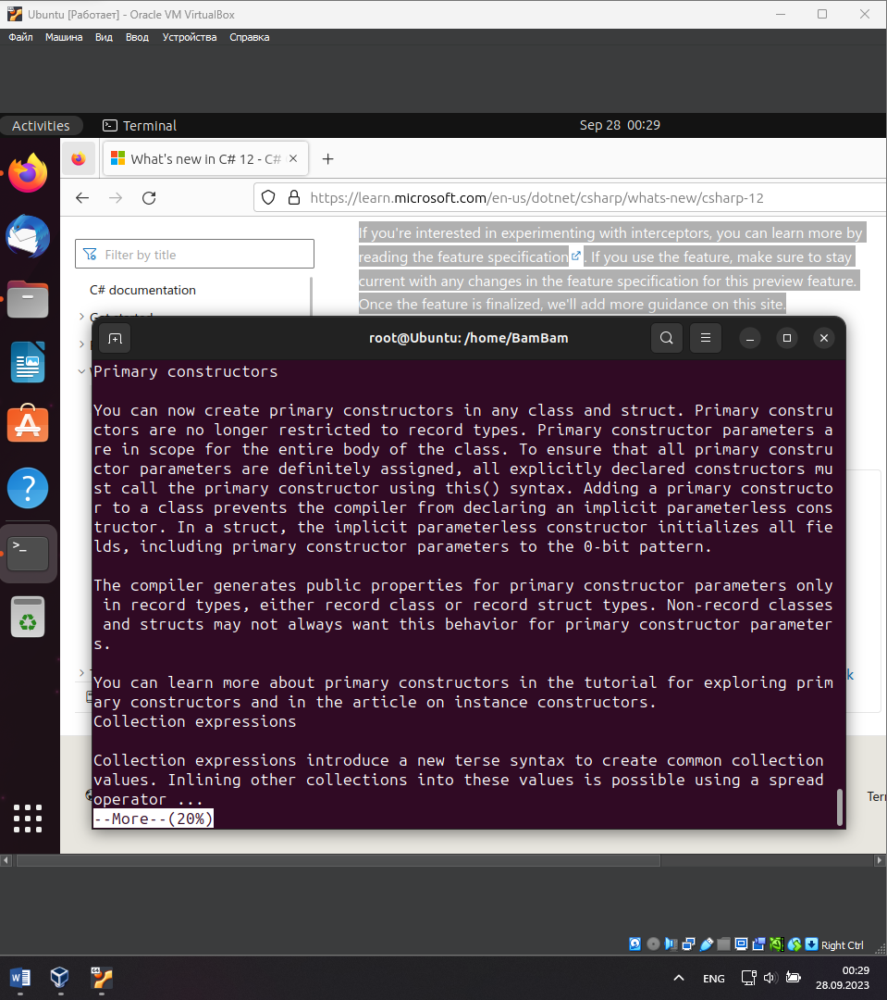 Ubuntu [Работает] - Oracle VM VirtualBox
Файл Машина Вид Ввод Устройства Справка
Activities Terminal Sep 28 00:29
What's new in C# 12 - C#
https://learn.microsoft.com/en-us/dotnet/csharp/whats-new/csharp-12
If you're interested in experimenting with interceptors, you can learn more by
reading the feature specification. If you use the feature, make sure to stay
current with any changes in the feature specification for this preview feature.
Once the feature is finalized, we'll add more guidance on this site.
Filter by title
C# documentation
root@Ubuntu: /home/BamBam
Primary constructors
You can now create primary constructors in any class and struct. Primary constru
ctors are no longer restricted to record types. Primary constructor parameters a
re in scope for the entire body of the class. To ensure that all primary constru
ctor parameters are definitely assigned, all explicitly declared constructors mu
st call the primary constructor using this() syntax. Adding a primary constructo
r to a class prevents the compiler from declaring an implicit parameterless cons
tructor. In a struct, the implicit parameterless constructor initializes all fie
lds, including primary constructor parameters to the 0-bit pattern.
The compiler generates public properties for primary constructor parameters only
in record types, either record class or record struct types. Non-record classes
and structs may not always want this behavior for primary constructor parameter
s.
You can learn more about primary constructors in the tutorial for exploring prim
ary constructors and in the article on instance constructors.
Collection expressions
Collection expressions introduce a new terse syntax to create common collection
values. Inlining other collections into these values is possible using a spread
operator ...
--More--(20%)
Right Ctrl
ENG
00:29
28.09.2023